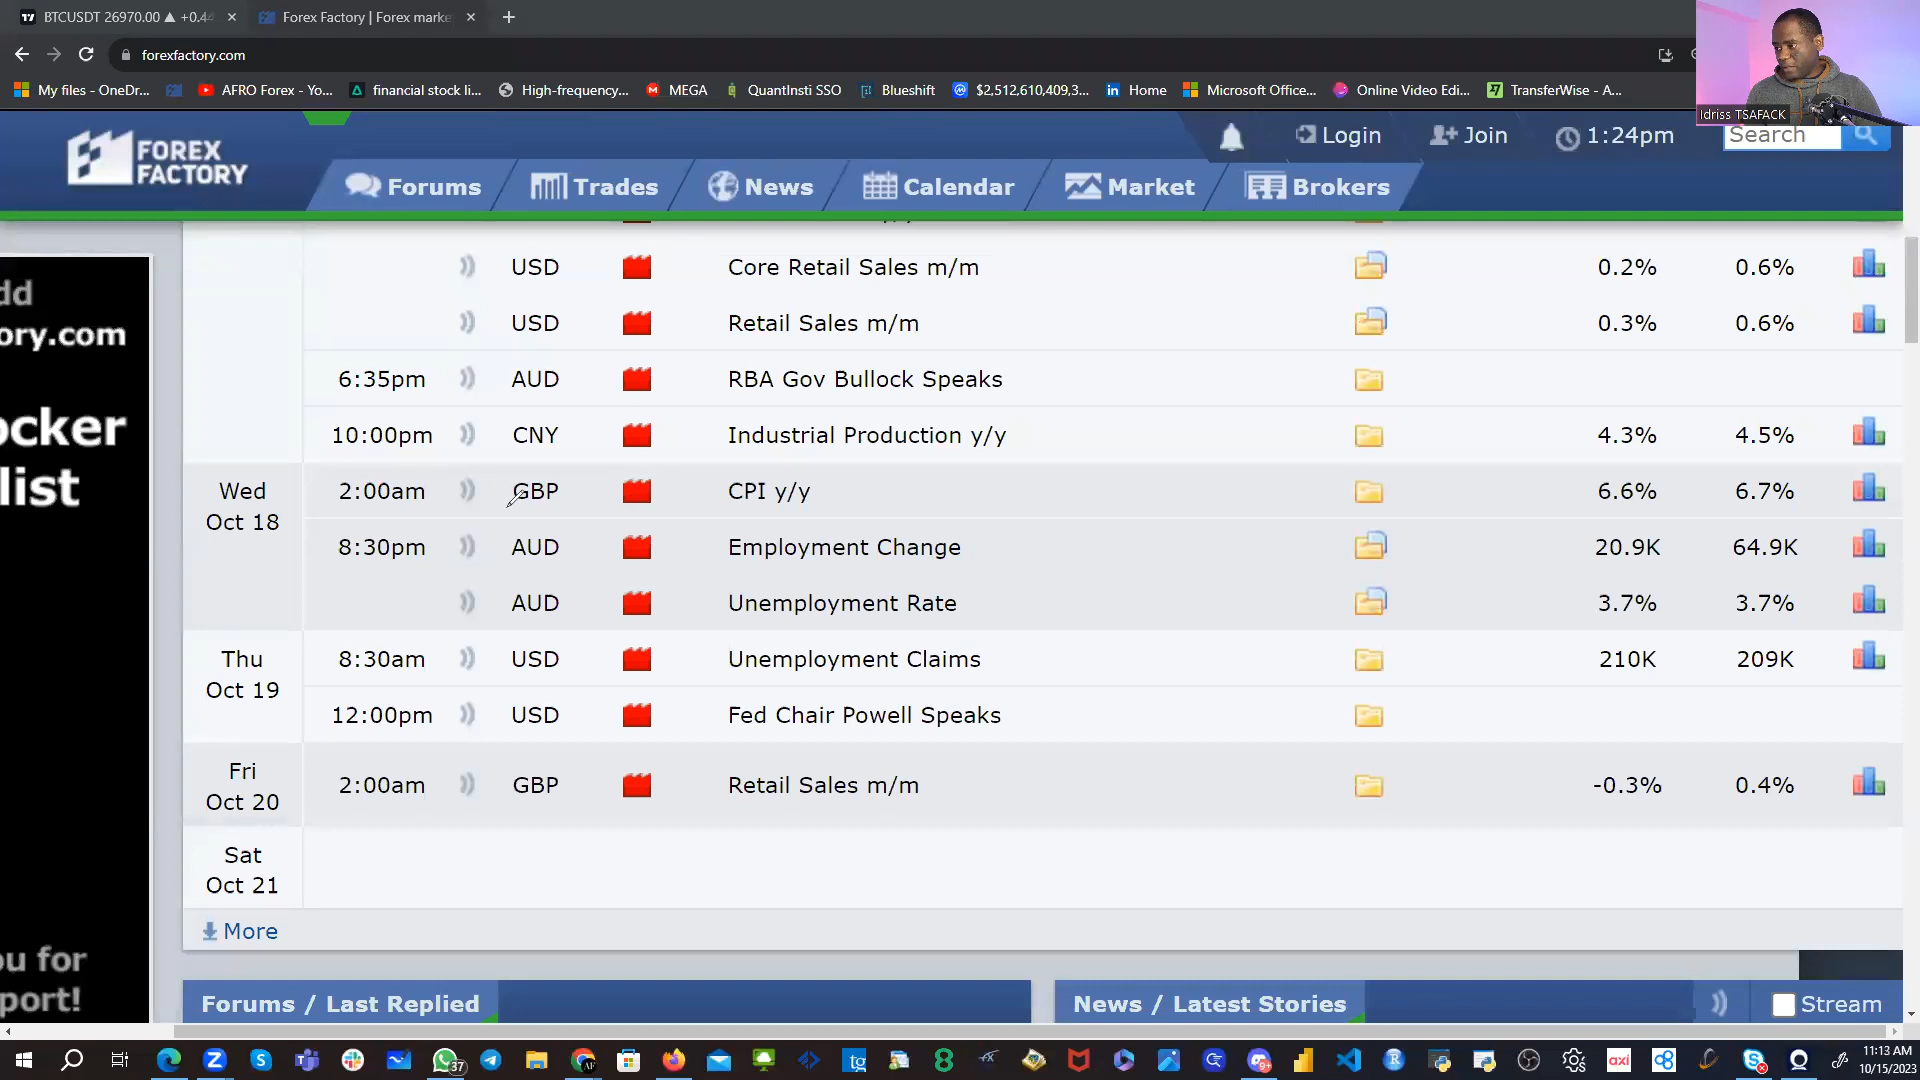 BTCUSDT 26970.00 ▲ +0.4
Forex Factory | Forex marke
forexfactory.com
My files - OneDr...
AFRO Forex - Yo...
financial stock li...
High-frequency...
MEGA
QuantInsti SSO
Blueshift
$2,512,610,409,3...
Home
Microsoft Office...
Online Video Edi...
TransferWise - A...
Idriss TSAFACK
FOREX
FACTORY
Login
Join
1:24pm
Search
Forums
Trades
News
Calendar
Market
Brokers
dd
ory.com
ocker
list
ou for
port!
USD Core Retail Sales m/m 0.2% 0.6%
USD Retail Sales m/m 0.3% 0.6%
6:35pm AUD RBA Gov Bullock Speaks
10:00pm CNY Industrial Production y/y 4.3% 4.5%
Wed
Oct 18
2:00am GBP CPI y/y 6.6% 6.7%
8:30pm AUD Employment Change 20.9K 64.9K
AUD Unemployment Rate 3.7% 3.7%
Thu
Oct 19
8:30am USD Unemployment Claims 210K 209K
12:00pm USD Fed Chair Powell Speaks
Fri
Oct 20
2:00am GBP Retail Sales m/m -0.3% 0.4%
Sat
Oct 21
More
Forums / Last Replied
News / Latest Stories
Stream
37
9+
tg
axi
11:13 AM
10/15/2023